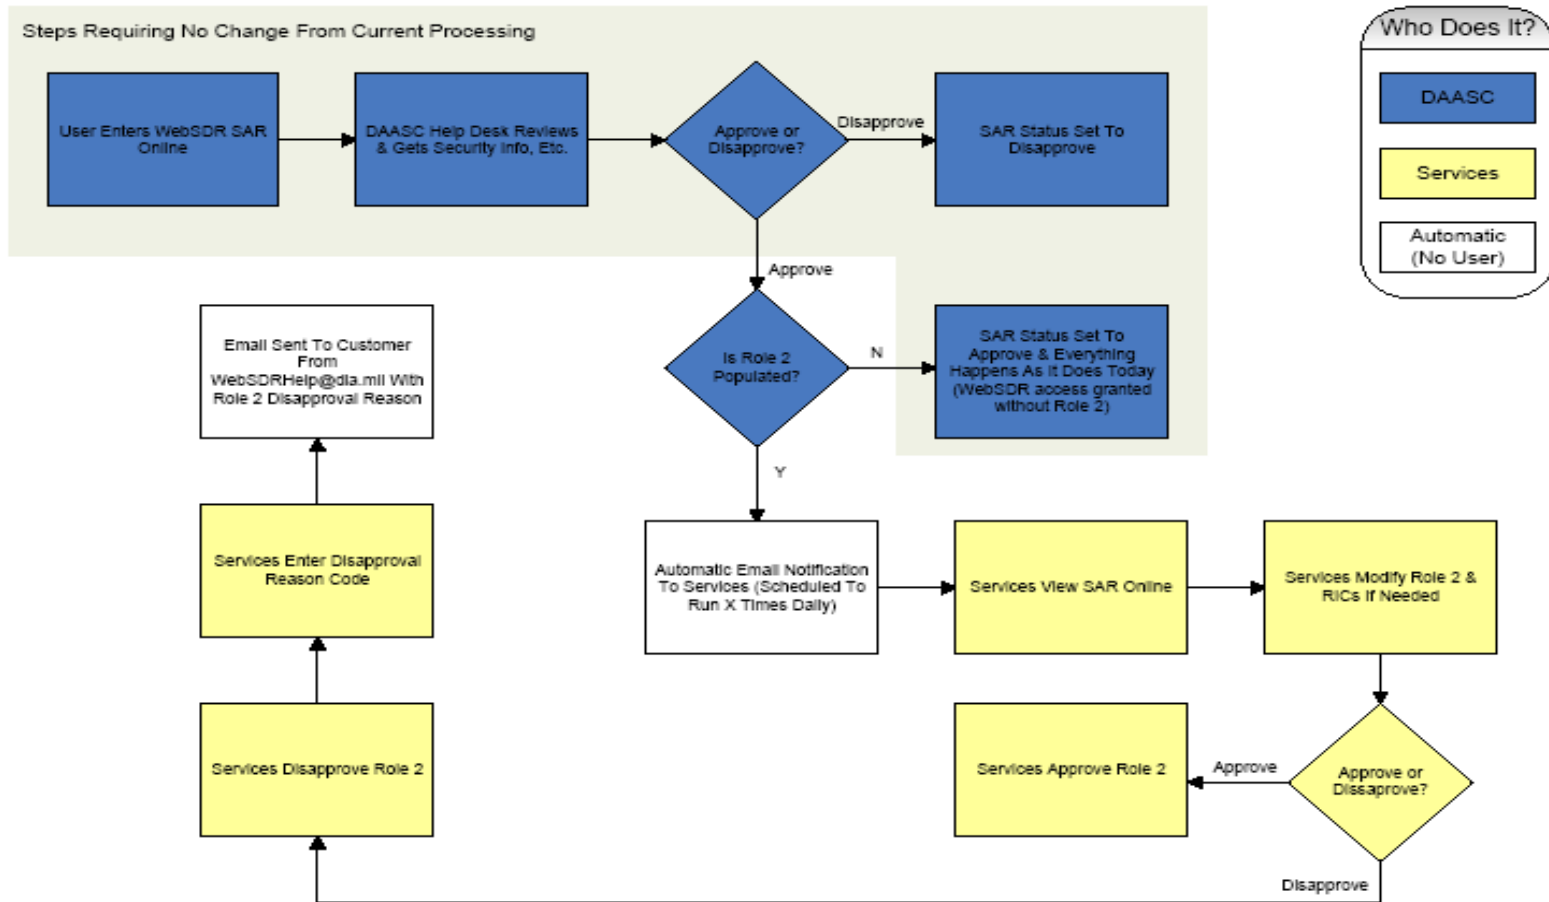 Steps Requiring No Change From Current Processing
Who Does It?
DAASC
Services
Automatic
(No User)
User Enters WebSDR SAR
Online
DAASC Help Desk Reviews
& Gets Security Info, Etc.
Approve or
Disapprove?
Disapprove
SAR Status Set To
Disapprove
Approve
Is Role 2
Populated?
N
SAR Status Set To
Approve & Everything
Happens As It Does Today
(WebSDR access granted
without Role 2)
Y
Email Sent To Customer
From
WebSDRHelp@dla.mil With
Role 2 Disapproval Reason
Services Enter Disapproval
Reason Code
Services Disapprove Role 2
Automatic Email Notification
To Services (Scheduled To
Run X Times Daily)
Services View SAR Online
Services Modify Role 2 &
RICs If Needed
Approve or
Dissaprove?
Approve
Services Approve Role 2
Disapprove